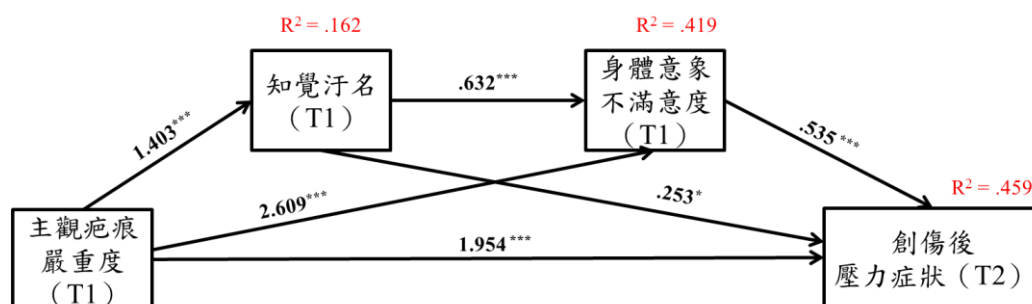 R² = .162
R² = .419
知覺汙名
（T1）
.632***
身體意象
不滿意度
（T1）
1.403***
.535***
2.609***
.253*
R² = .459
主觀疤痕
嚴重度
（T1）
1.954***
創傷後
壓力症狀（T2）